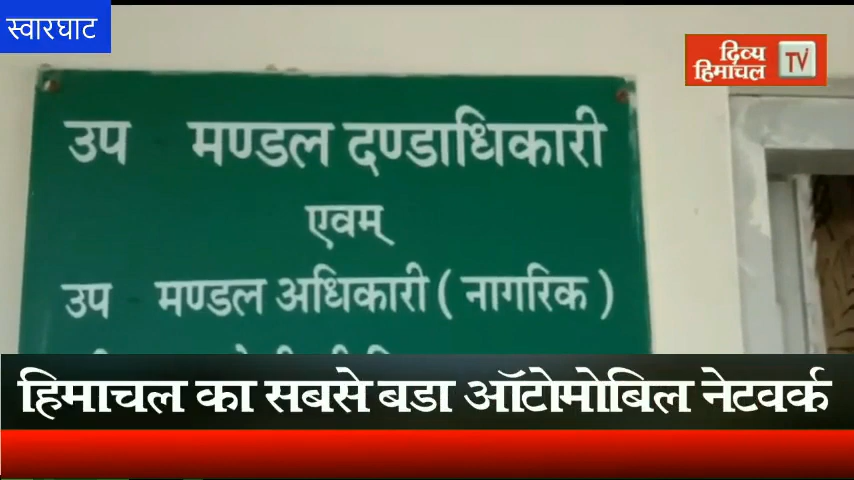 स्वारघाट
दिव्य
हिमाचल TV
उप मण्डल दण्डाधिकारी
एवम्
उप मण्डल अधिकारी ( नागरिक )
हिमाचल का सबसे बडा ऑटोमोबिल नेटवर्क